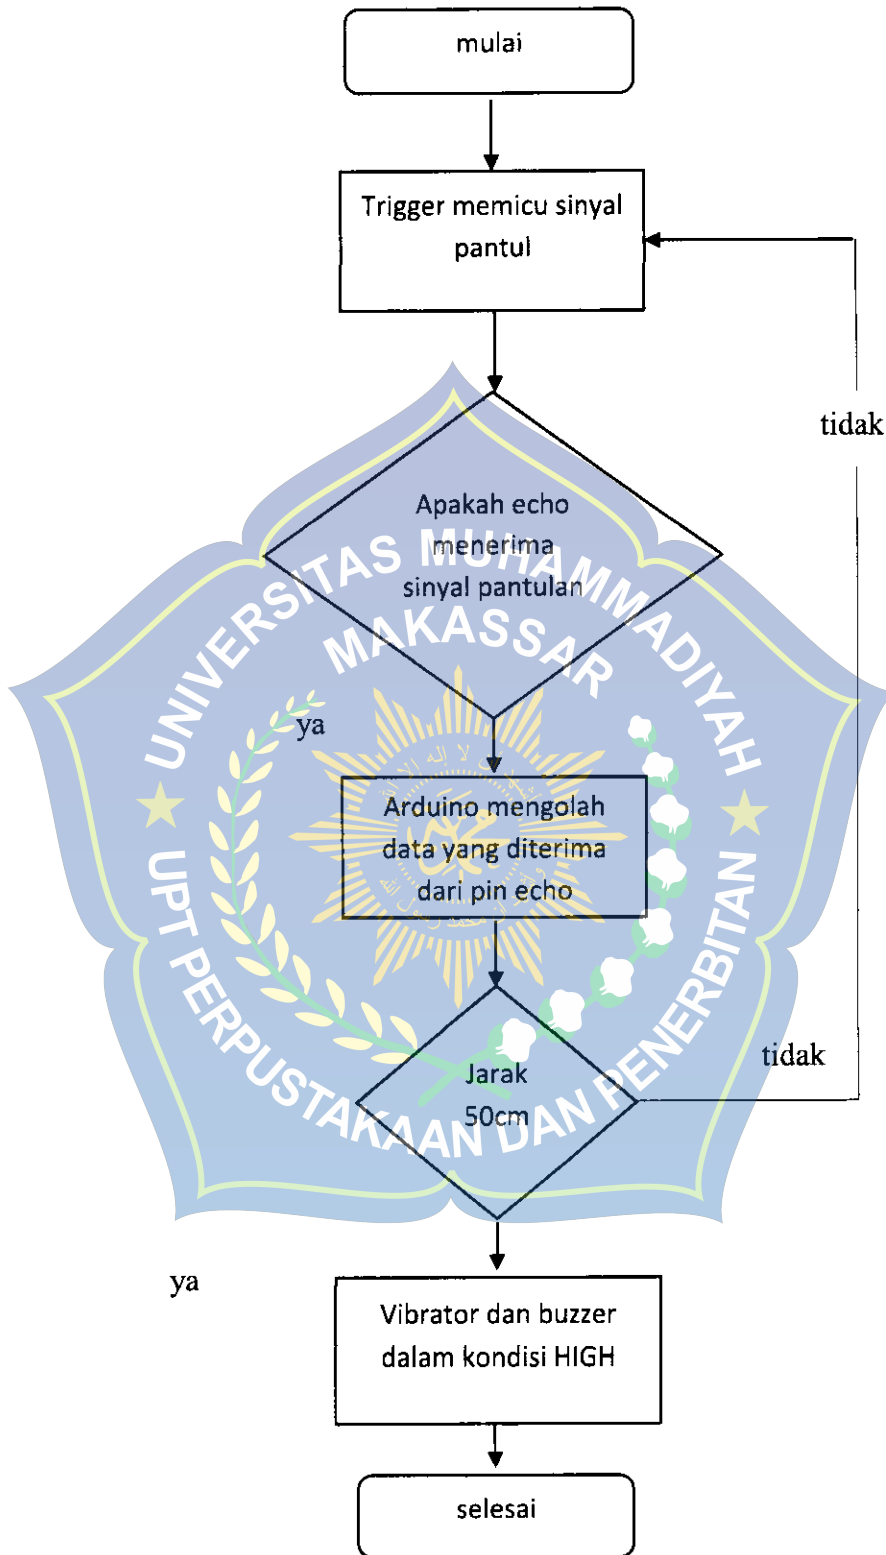 mulai
Trigger memicu sinyal
pantul
tidak
Apakah echo
menerima
sinyal pantulan
UNIVERSITAS MUHAMMADIYAH
MAKASSAR
ya
Arduino mengolah
data yang diterima
dari pin echo
UPT PERPUSTAKAAN DAN PENERBITAN
tidak
Jarak
50cm
ya
Vibrator dan buzzer
dalam kondisi HIGH
selesai